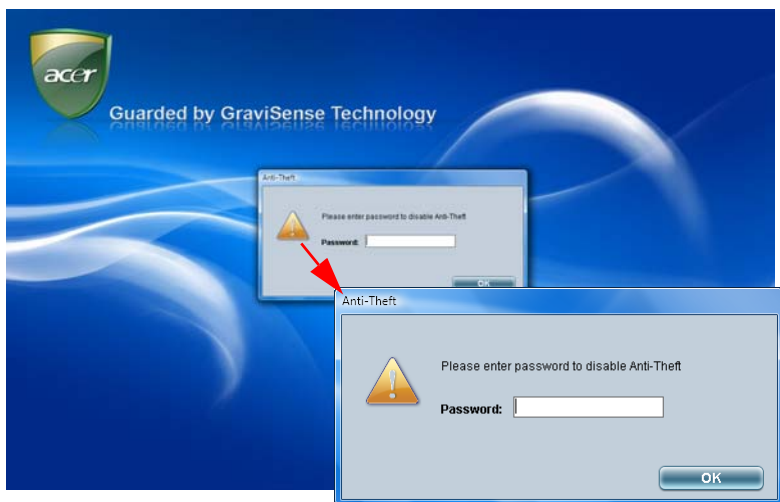 acer
Guarded by GraviSense Technology
Anti-Theft
Please enter password to disable Anti-Theft
Password:
OK
Anti-Theft
Please enter password to disable Anti-Theft
Password:
OK